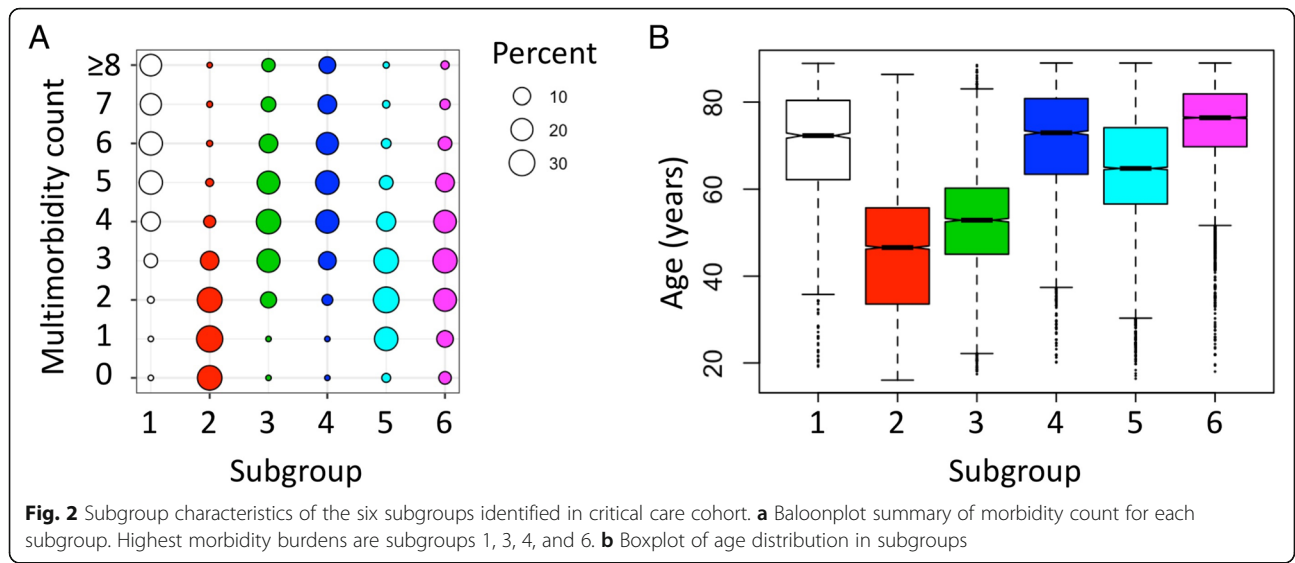 A
Multimorbidity count
≥8
7
6
5
4
3
2
1
0
1 2 3 4 5 6
Subgroup
Percent
10
20
30
B
Age (years)
80
60
40
20
1 2 3 4 5 6
Subgroup
Fig. 2 Subgroup characteristics of the six subgroups identified in critical care cohort. a Baloonplot summary of morbidity count for each
subgroup. Highest morbidity burdens are subgroups 1, 3, 4, and 6. b Boxplot of age distribution in subgroups